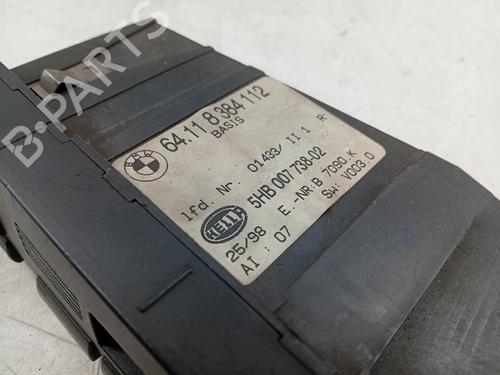 B-PARTS
64.11 8 384 112
BASIS
lfd. Nr. 01433/ II 1 R
HELLA
5HB 007 738-02
25/98 E.-NR:B 7090 K
AI : 07 SW: V003.0